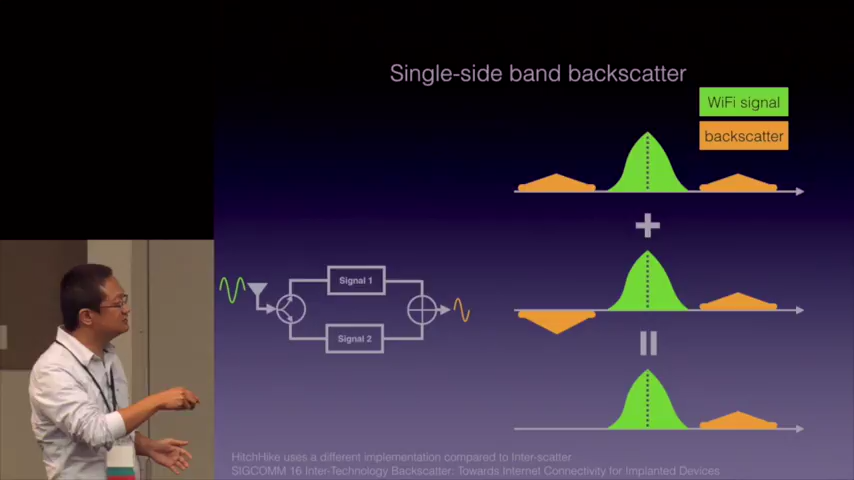 Single-side band backscatter
WiFi signal
backscatter
Signal 1
Signal 2
HitchHike uses a different implementation compared to Inter-scatter
SIGCOMM 16 Inter-Technology Backscatter: Towards Internet Connectivity for Implanted Devices